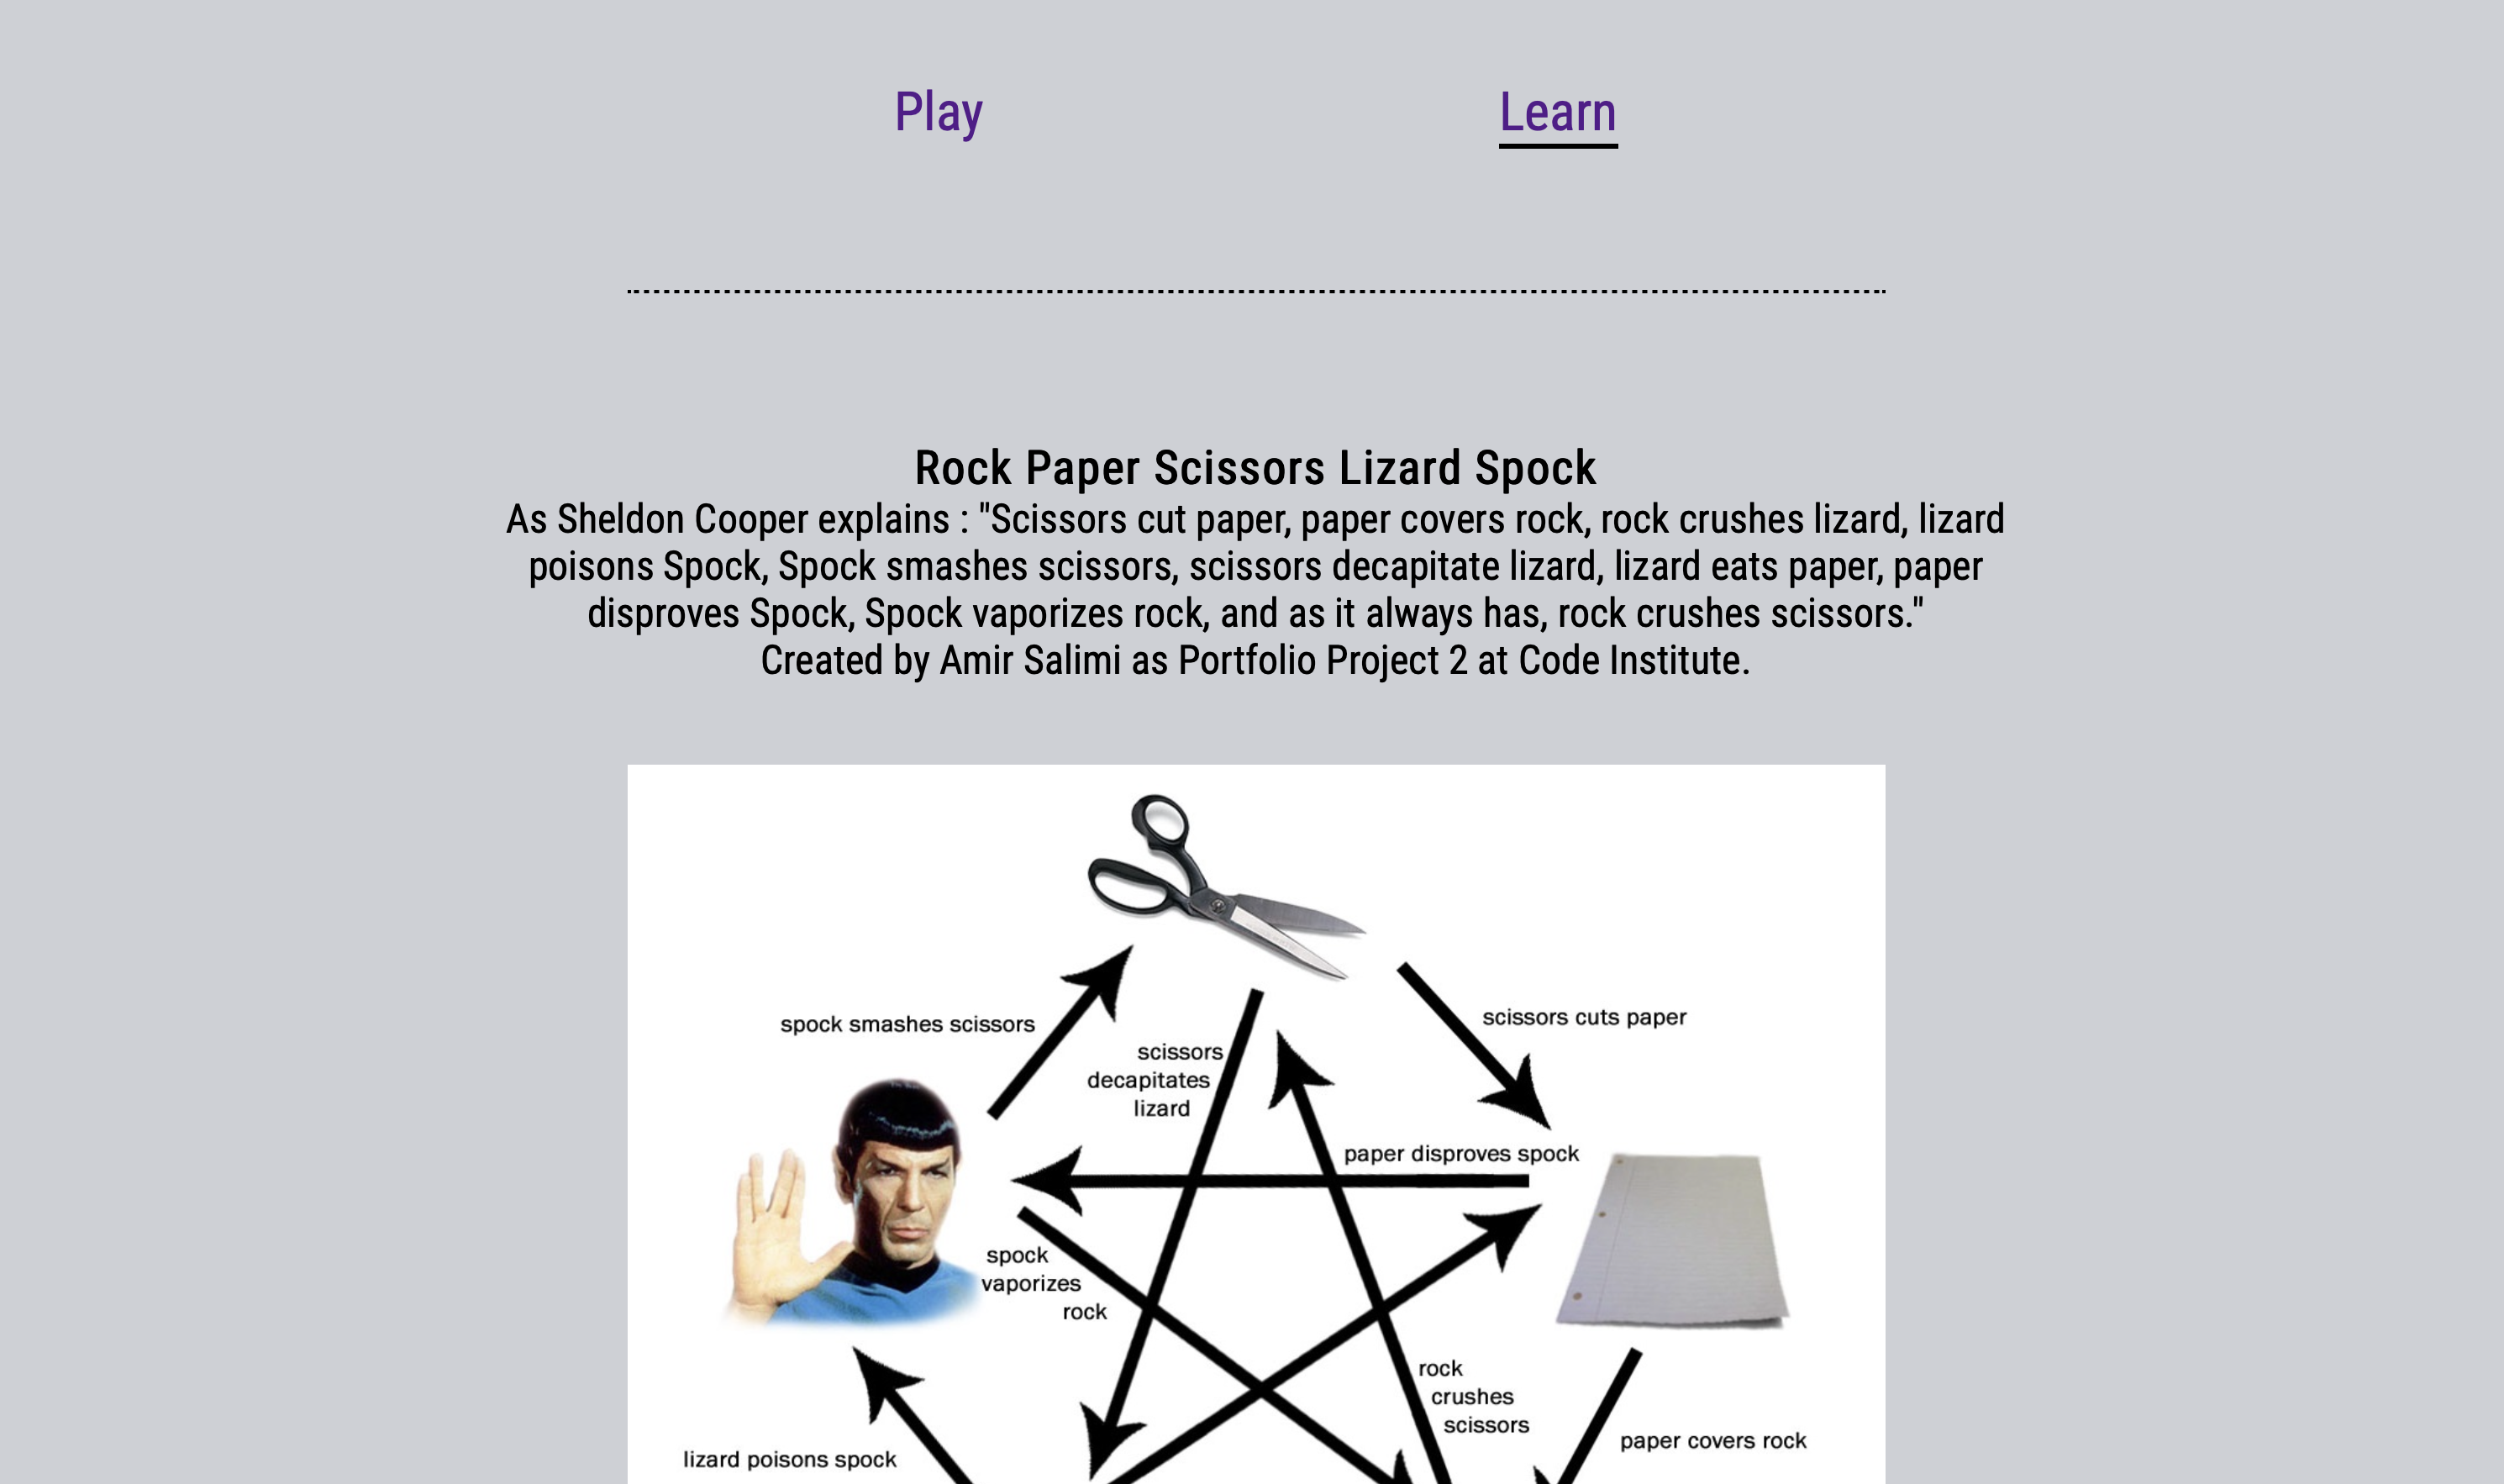 Play
Learn
Rock Paper Scissors Lizard Spock
As Sheldon Cooper explains : "Scissors cut paper, paper covers rock, rock crushes lizard, lizard
poisons Spock, Spock smashes scissors, scissors decapitate lizard, lizard eats paper, paper
disproves Spock, Spock vaporizes rock, and as it always has, rock crushes scissors."
Created by Amir Salimi as Portfolio Project 2 at Code Institute.
spock smashes scissors
scissors cuts paper
scissors
decapitates
lizard
paper disproves spock
spock
vaporizes
rock
rock
crushes
scissors
paper covers rock
lizard poisons spock